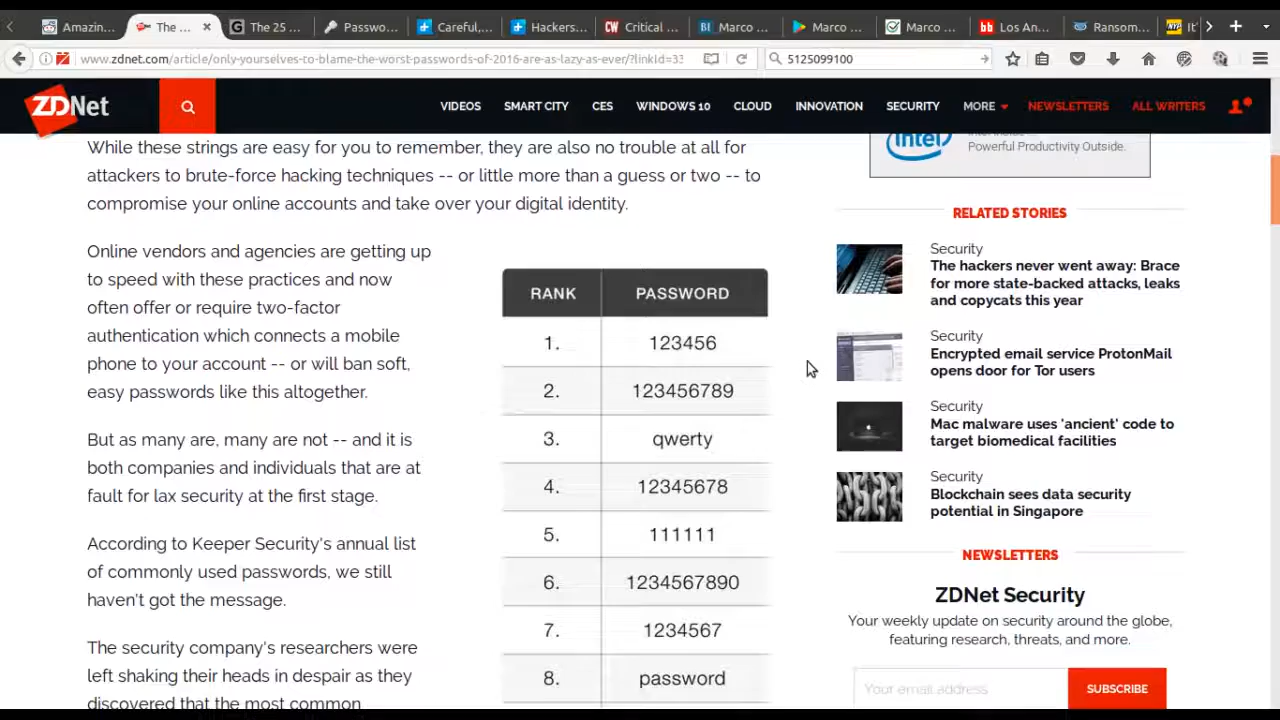 Amazin...
The ...
The 25 ...
Passwo...
Careful,...
Hackers...
CW Critical ...
BI Marco ...
Marco ...
Marco ...
bb Los An...
Ransom...
It'
www.zdnet.com/article/only-yourselves-to-blame-the-worst-passwords-of-2016-are-as-lazy-as-ever/?linkId=33
5125099100
ZDNet
VIDEOS
SMART CITY
CES
WINDOWS 10
CLOUD
INNOVATION
SECURITY
MORE
NEWSLETTERS
ALL WRITERS
While these strings are easy for you to remember, they are also no trouble at all for
attackers to brute-force hacking techniques -- or little more than a guess or two -- to
compromise your online accounts and take over your digital identity.
Online vendors and agencies are getting up
to speed with these practices and now
often offer or require two-factor
authentication which connects a mobile
phone to your account -- or will ban soft,
easy passwords like this altogether.
But as many are, many are not -- and it is
both companies and individuals that are at
fault for lax security at the first stage.
According to Keeper Security's annual list
of commonly used passwords, we still
haven't got the message.
The security company's researchers were
left shaking their heads in despair as they
discovered that the most common
RANK PASSWORD
1. 123456
2. 123456789
3. qwerty
4. 12345678
5. 111111
6. 1234567890
7. 1234567
8. password
intel
Powerful Productivity Outside.
RELATED STORIES
Security
The hackers never went away: Brace
for more state-backed attacks, leaks
and copycats this year
Security
Encrypted email service ProtonMail
opens door for Tor users
Security
Mac malware uses 'ancient' code to
target biomedical facilities
Security
Blockchain sees data security
potential in Singapore
NEWSLETTERS
ZDNet Security
Your weekly update on security around the globe,
featuring research, threats, and more.
Your email address
SUBSCRIBE